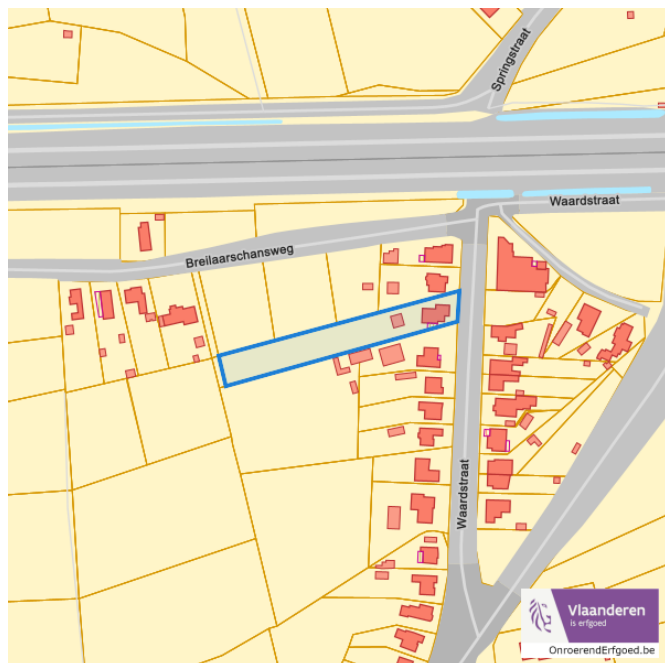 Springstraat
Waardstraat
Breilaarschansweg
Waardstraat
Vlaanderen
is erfgoed
OnroerendErfgoed.be